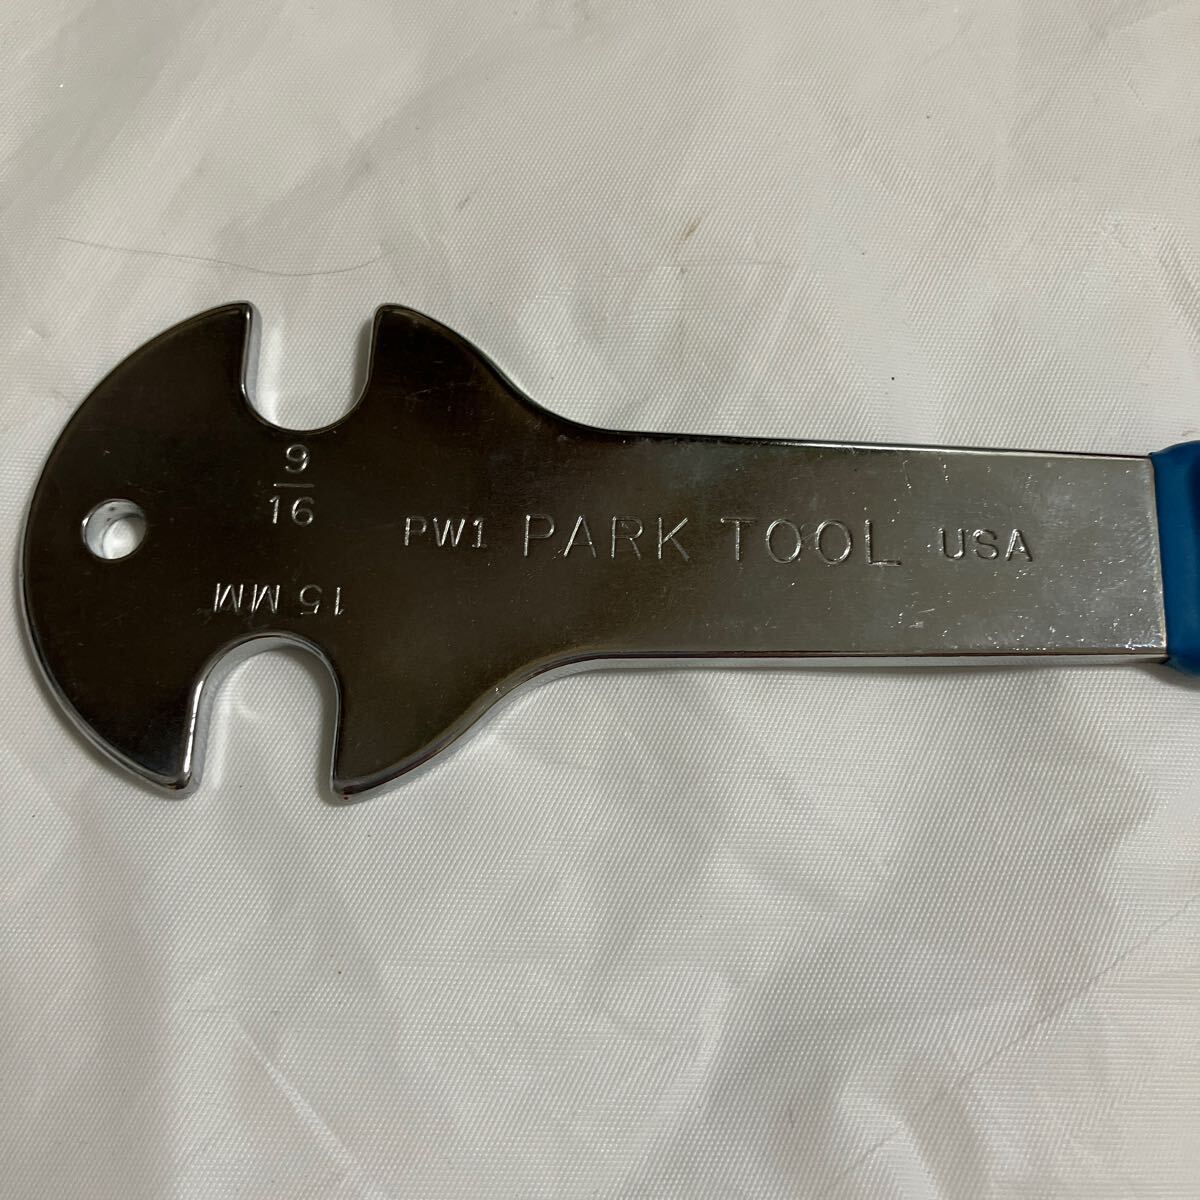 9
16
PW1 PARK TOOL USA
15 MM